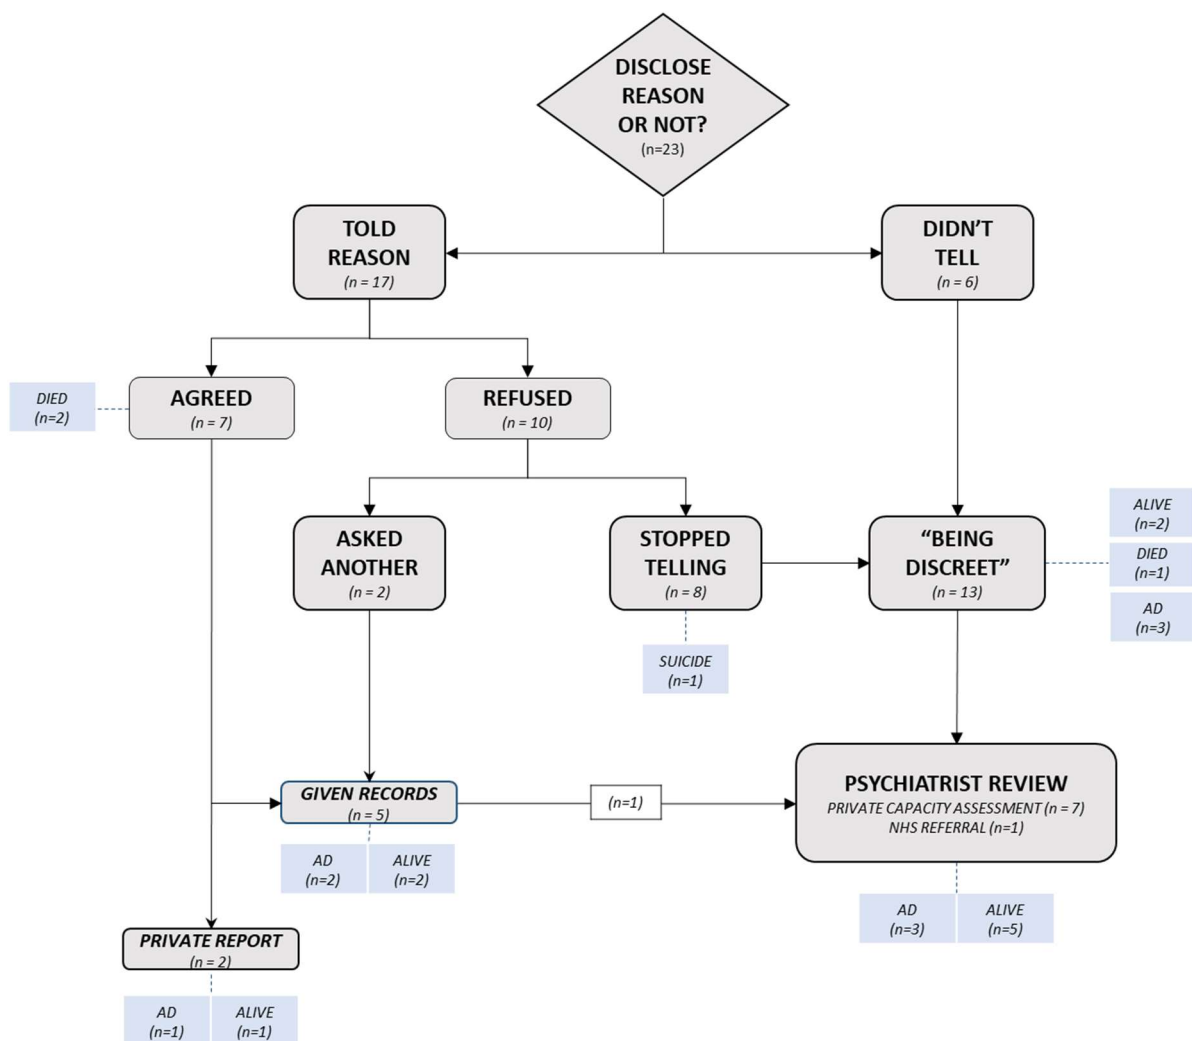 DISCLOSE
REASON
OR NOT?
(n=23)
TOLD
REASON
(n = 17)
DIDN'T
TELL
(n = 6)
DIED
(n=2)
AGREED
(n = 7)
REFUSED
(n = 10)
ASKED
ANOTHER
(n = 2)
STOPPED
TELLING
(n = 8)
“BEING
DISCREET”
(n = 13)
ALIVE
(n=2)
DIED
(n=1)
AD
(n=3)
SUICIDE
(n=1)
GIVEN RECORDS
(n = 5)
(n=1)
PSYCHIATRIST REVIEW
PRIVATE CAPACITY ASSESSMENT (n = 7)
NHS REFERRAL (n=1)
AD
(n=2)
ALIVE
(n=2)
AD
(n=3)
ALIVE
(n=5)
PRIVATE REPORT
(n = 2)
AD
(n=1)
ALIVE
(n=1)